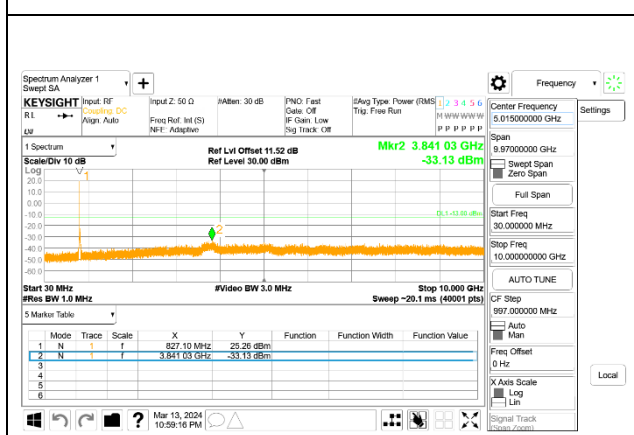 Spectrum Analyzer 1
Swept SA
Frequency
KEYSIGHT Input: RF Input Z: 50 Ω #Atten: 30 dB PNO: Fast #Avg Type: Power (RMS 1 2 3 4 5 6
RL Coupling: DC Gate: Off Trig: Free Run M W W W W W
Align: Auto Freq Ref: Int (S) IF Gain: Low
NFE: Adaptive Sig Track: Off P P P P P P
Center Frequency
5.015000000 GHz
Settings
1 Spectrum Ref Lvl Offset 11.52 dB Mkr2 3.841 03 GHz
Scale/Div 10 dB Ref Level 30.00 dBm -33.13 dBm
Span
9.97000000 GHz
Swept Span
Zero Span
Full Span
Log
1
20.0
10.0
0.00
-10.0
-20.0
-30.0
-40.0
-50.0
-60.0
2
Start Freq
30.000000 MHz
Stop Freq
10.000000000 GHz
AUTO TUNE
Start 30 MHz #Video BW 3.0 MHz Stop 10.000 GHz
#Res BW 1.0 MHz Sweep ~20.1 ms (40001 pts)
CF Step
997.000000 MHz
Auto
Man
5 Marker Table
Mode Trace Scale X Y Function Function Width Function Value
1 N 1 f 827.10 MHz 25.26 dBm
2 N 1 f 3.841 03 GHz -33.13 dBm
3
4
5
6
Freq Offset
0 Hz
X Axis Scale
Log
Lin
Local
Signal Track
(Span Zoom)
? Mar 13, 2024
10:59:16 PM